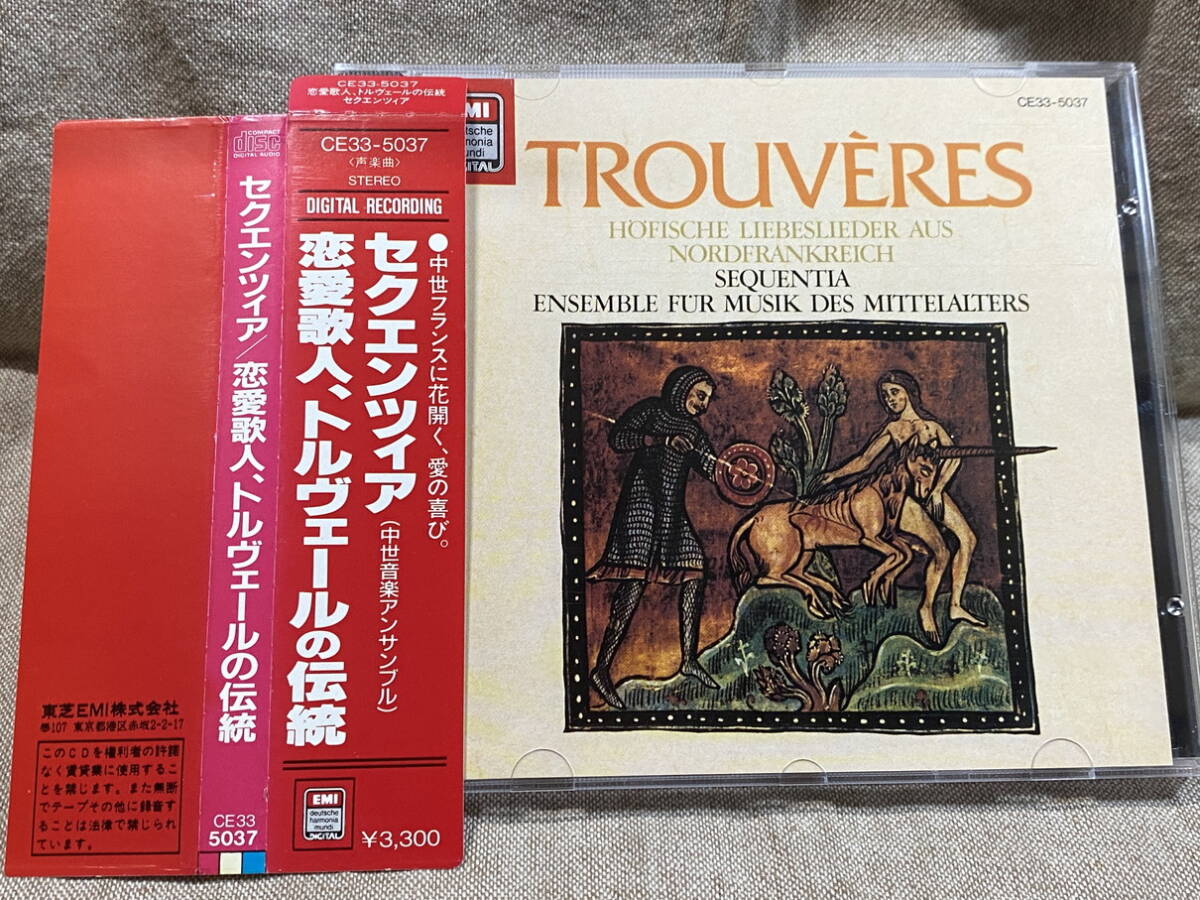 東芝EMI株式会社
〒107 東京都港区赤坂2-2-17
このCDを権利者の許諾
なく賃貸業に使用するこ
とを禁じます。また無断
でテープその他に録音す
ることは法律で禁じられ
ています。
COMPACT
disc
DIGITAL AUDIO
セクエンツィア/恋愛歌人、トルヴェールの伝統
CE33
5037
CE33-5037
恋愛歌人、トルヴェールの伝統
セクエンツィア
CE33-5037
〈声楽曲〉
STEREO
DIGITAL RECORDING
●中世フランスに花開く、愛の喜び。
セクエンツィア(中世音楽アンサンブル)
恋愛歌人、トルヴェールの伝統
EMI
deutsche
harmonia
mundi
DIGITAL
¥3,300
EMI
deutsche
harmonia
mundi
DIGITAL
CE33-5037
TROUVÈRES
HÖFISCHE LIEBESLIEDER AUS
NORDFRANKREICH
SEQUENTIA
ENSEMBLE FÜR MUSIK DES MITTELALTERS